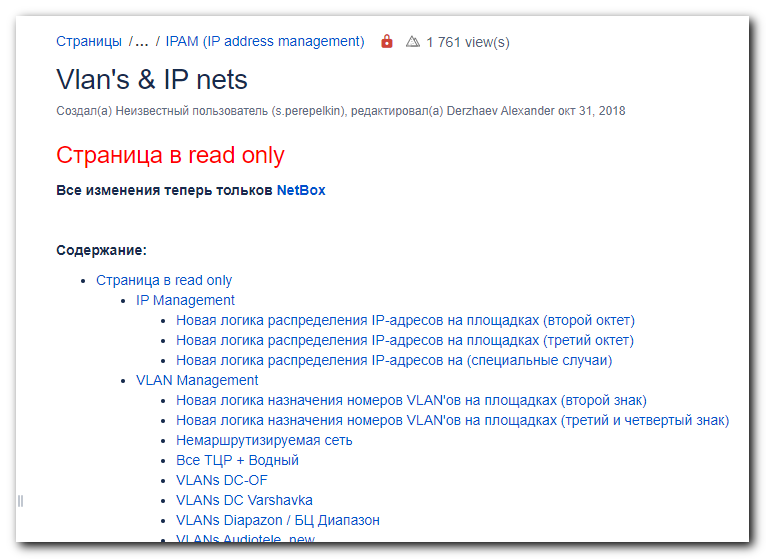 Страницы /... / IPAM (IP address management) 1 761 view(s)
Vlan's & IP nets
Создал(а) Неизвестный пользователь (s.perepelkin), редактировал(а) Derzhaev Alexander окт 31, 2018
Страница в read only
Все изменения теперь тольков NetBox
Содержание:
Страница в read only
IP Management
Новая логика распределения IP-адресов на площадках (второй октет)
Новая логика распределения IP-адресов на площадках (третий октет)
Новая логика распределения IP-адресов на (специальные случаи)
VLAN Management
Новая логика назначения номеров VLAN'ов на площадках (второй знак)
Новая логика назначения номеров VLAN'ов на площадках (третий и четвертый знак)
Немаршрутизируемая сеть
Все ТЦР + Водный
VLANs DC-OF
VLANs DC Varshavka
VLANs Diapazon / БЦ Диапазон
VLANs Audiotele_new